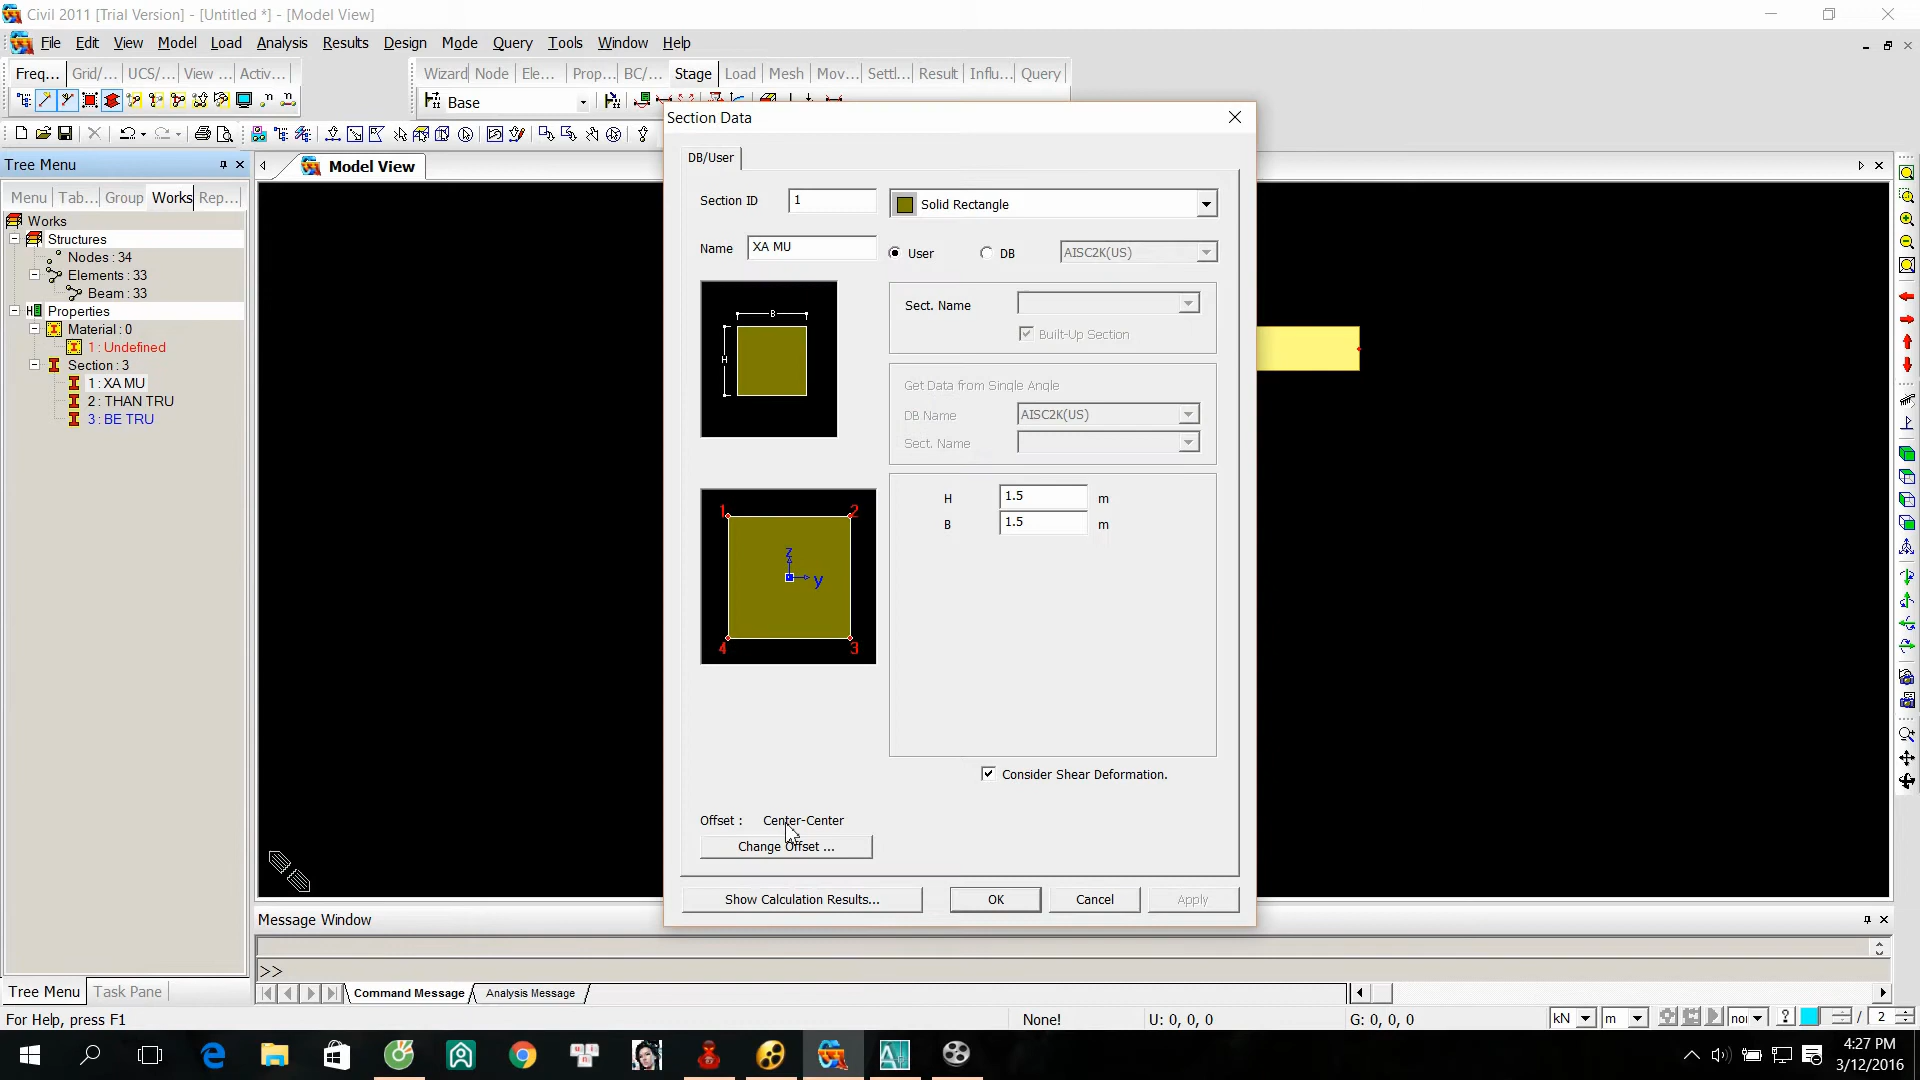 Civil 2011 [Trial Version] - [Untitled *] - [Model View]
File Edit View Model Load Analysis Results Design Mode Query Tools Window Help
Freq... Grid/... UCS/... View ... Activ... Wizard Node Ele... Prop... BC/... Stage Load Mesh Mov... Settl... Result Influ... Query
Base
Tree Menu
Model View
Menu Tab... Group Works Rep...
Works
Structures
Nodes : 34
Elements : 33
Beam : 33
Properties
Material : 0
1 : Undefined
Section : 3
1 : XA MU
2 : THAN TRU
3 : BE TRU
Section Data
DB/User
Section ID 1 Solid Rectangle
Name XA MU User DB AISC2K(US)
B
H
Sect. Name
Built-Up Section
Get Data from Single Angle
DB Name AISC2K(US)
Sect. Name
H 1.5 m
B 1.5 m
1 2
z
y
4 3
Consider Shear Deformation.
Offset : Center-Center
Change Offset ...
Show Calculation Results... OK Cancel Apply
Message Window
>>
Tree Menu Task Pane
Command Message Analysis Message
For Help, press F1 None! U: 0, 0, 0 G: 0, 0, 0 kN m nor / 2
4:27 PM
3/12/2016